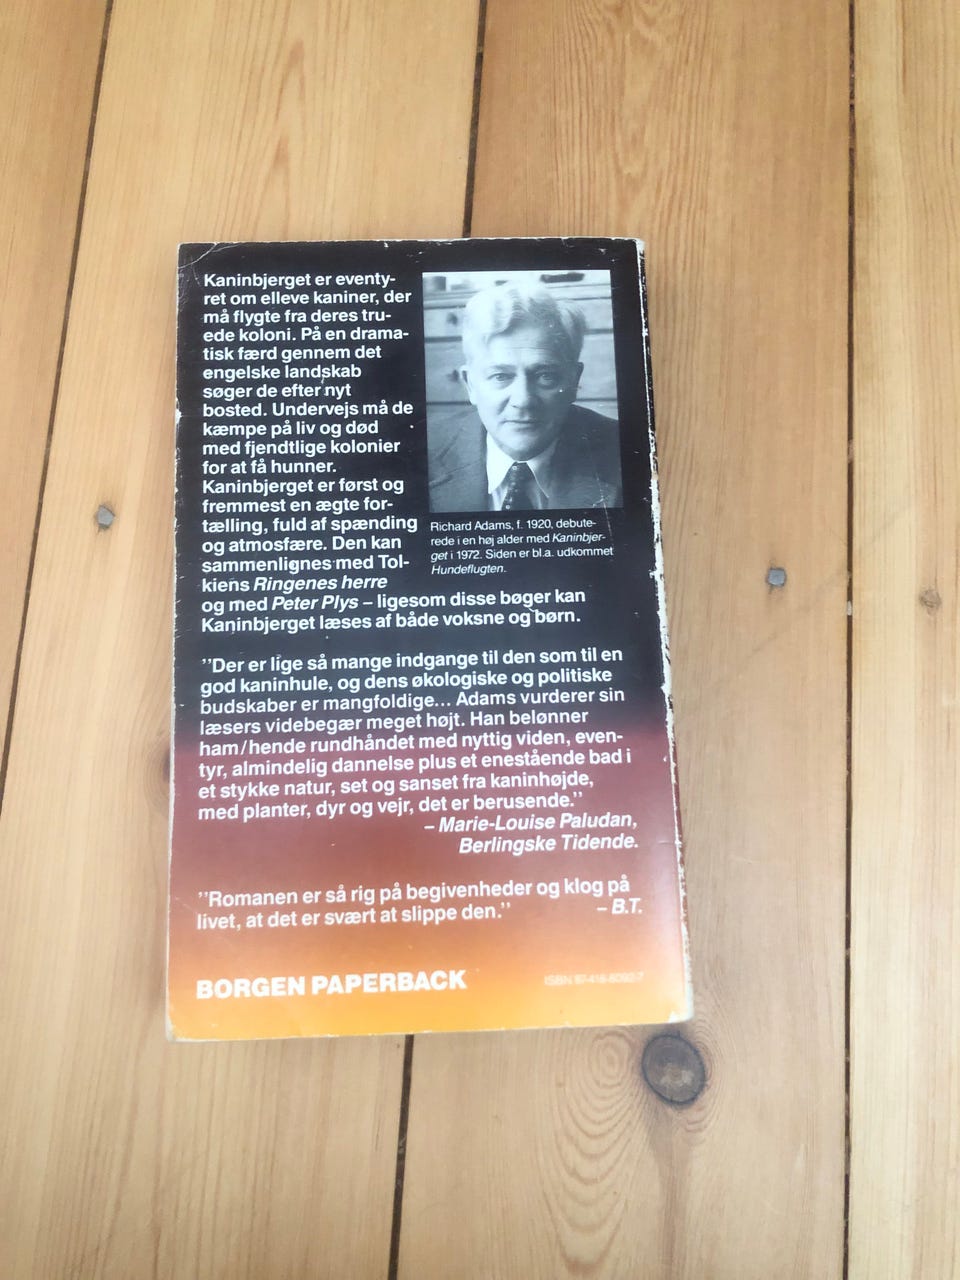 Kaninbjerget er eventy-
ret om elleve kaniner, der
må flygte fra deres tru-
ede koloni. På en drama-
tisk færd gennem det
engelske landskab
søger de efter nyt
bosted. Undervejs må de
kæmpe på liv og død
med fjendtlige kolonier
for at få hunner.
Kaninbjerget er først og
fremmest en ægte for-
tælling, fuld af spænding
og atmosfære. Den kan
sammenlignes med Tol-
kiens Ringenes herre
og med Peter Plys – ligesom disse bøger kan
Kaninbjerget læses af både voksne og børn.
Richard Adams, f. 1920, debute-
rede i en høj alder med Kaninbjer-
get i 1972. Siden er bl.a. udkommet
Hundeflugten.
"Der er lige så mange indgange til den som til en
god kaninhule, og dens økologiske og politiske
budskaber er mangfoldige... Adams vurderer sin
læsers videbegær meget højt. Han belønner
ham/hende rundhåndet med nyttig viden, even-
tyr, almindelig dannelse plus et enestående bad i
et stykke natur, set og sanset fra kaninhøjde,
med planter, dyr og vejr, det er berusende."
– Marie-Louise Paludan,
Berlingske Tidende.
"Romanen er så rig på begivenheder og klog på
livet, at det er svært at slippe den." – B.T.
BORGEN PAPERBACK
ISBN 87-418-6092-7